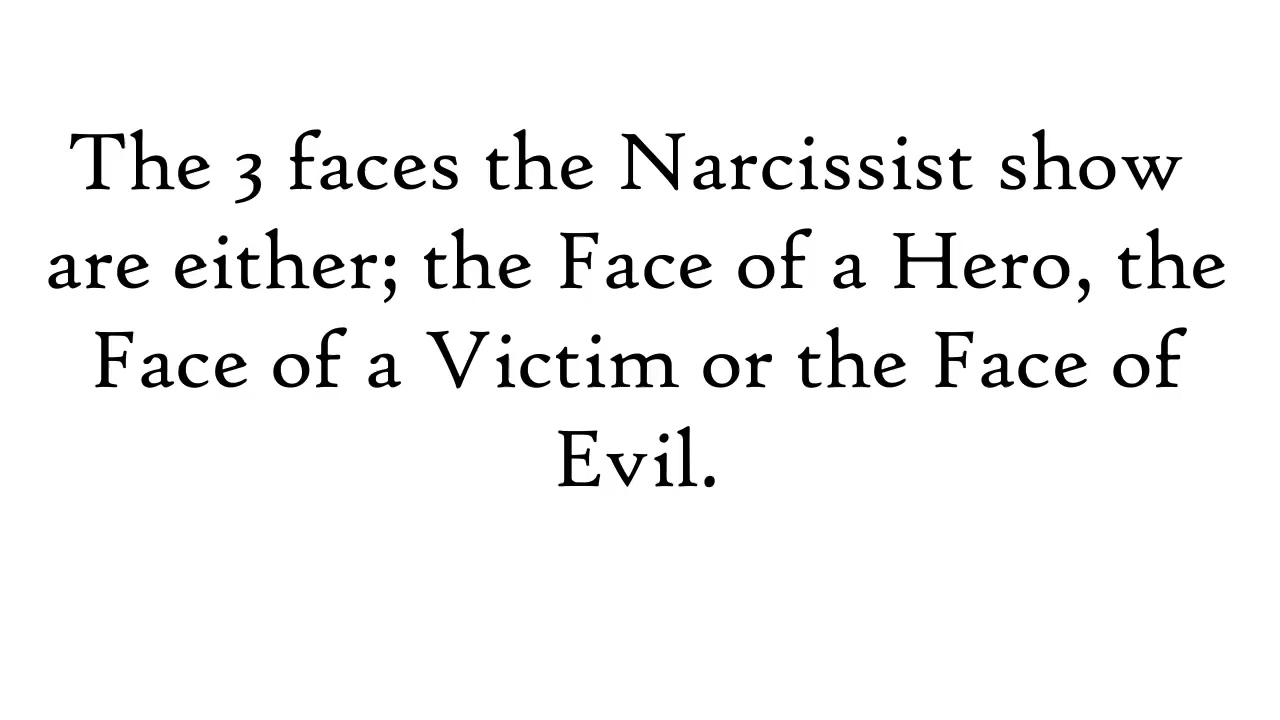 The 3 faces the Narcissist show
are either; the Face of a Hero, the
Face of a Victim or the Face of
Evil.